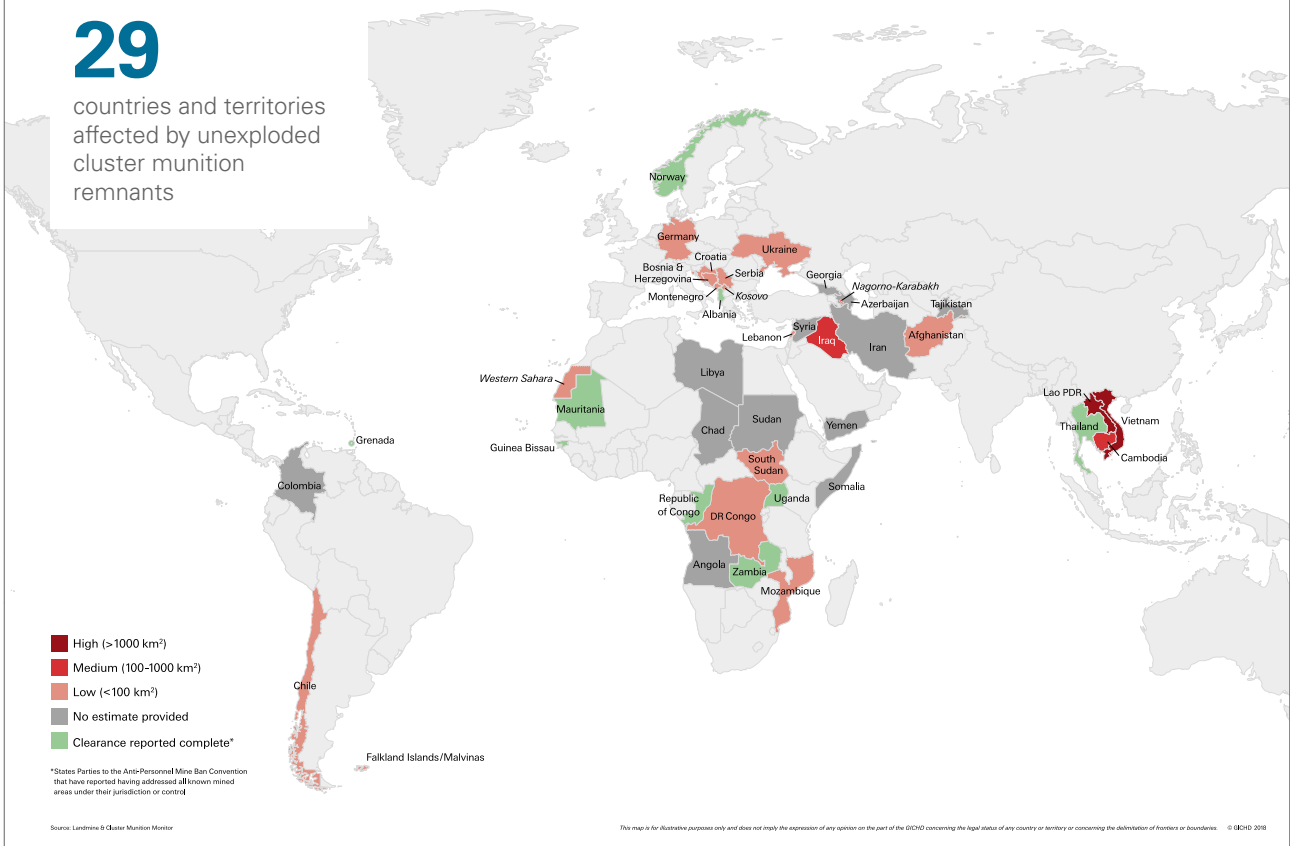 29
countries and territories
affected by unexploded
cluster munition
remnants
Norway
Germany
Ukraine
Croatia
Bosnia &
Herzegovina
Serbia
Montenegro
Kosovo
Albania
Georgia
Nagorno-Karabakh
Azerbaijan
Tajikistan
Lebanon
Syria
Iraq
Iran
Afghanistan
Libya
Western Sahara
Mauritania
Guinea Bissau
Chad
Sudan
Yemen
South
Sudan
Somalia
Republic
of Congo
DR Congo
Uganda
Angola
Zambia
Mozambique
Lao PDR
Thailand
Vietnam
Cambodia
Grenada
Colombia
Chile
Falkland Islands/Malvinas
High (>1000 km²)
Medium (100-1000 km²)
Low (<100 km²)
No estimate provided
Clearance reported complete*
*States Parties to the Anti-Personnel Mine Ban Convention
that have reported having addressed all known mined
areas under their jurisdiction or control
Source: Landmine & Cluster Munition Monitor
This map is for illustrative purposes only and does not imply the expression of any opinion on the part of the GICHD concerning the legal status of any country or territory or concerning the delimitation of frontiers or boundaries. © GICHD 2018